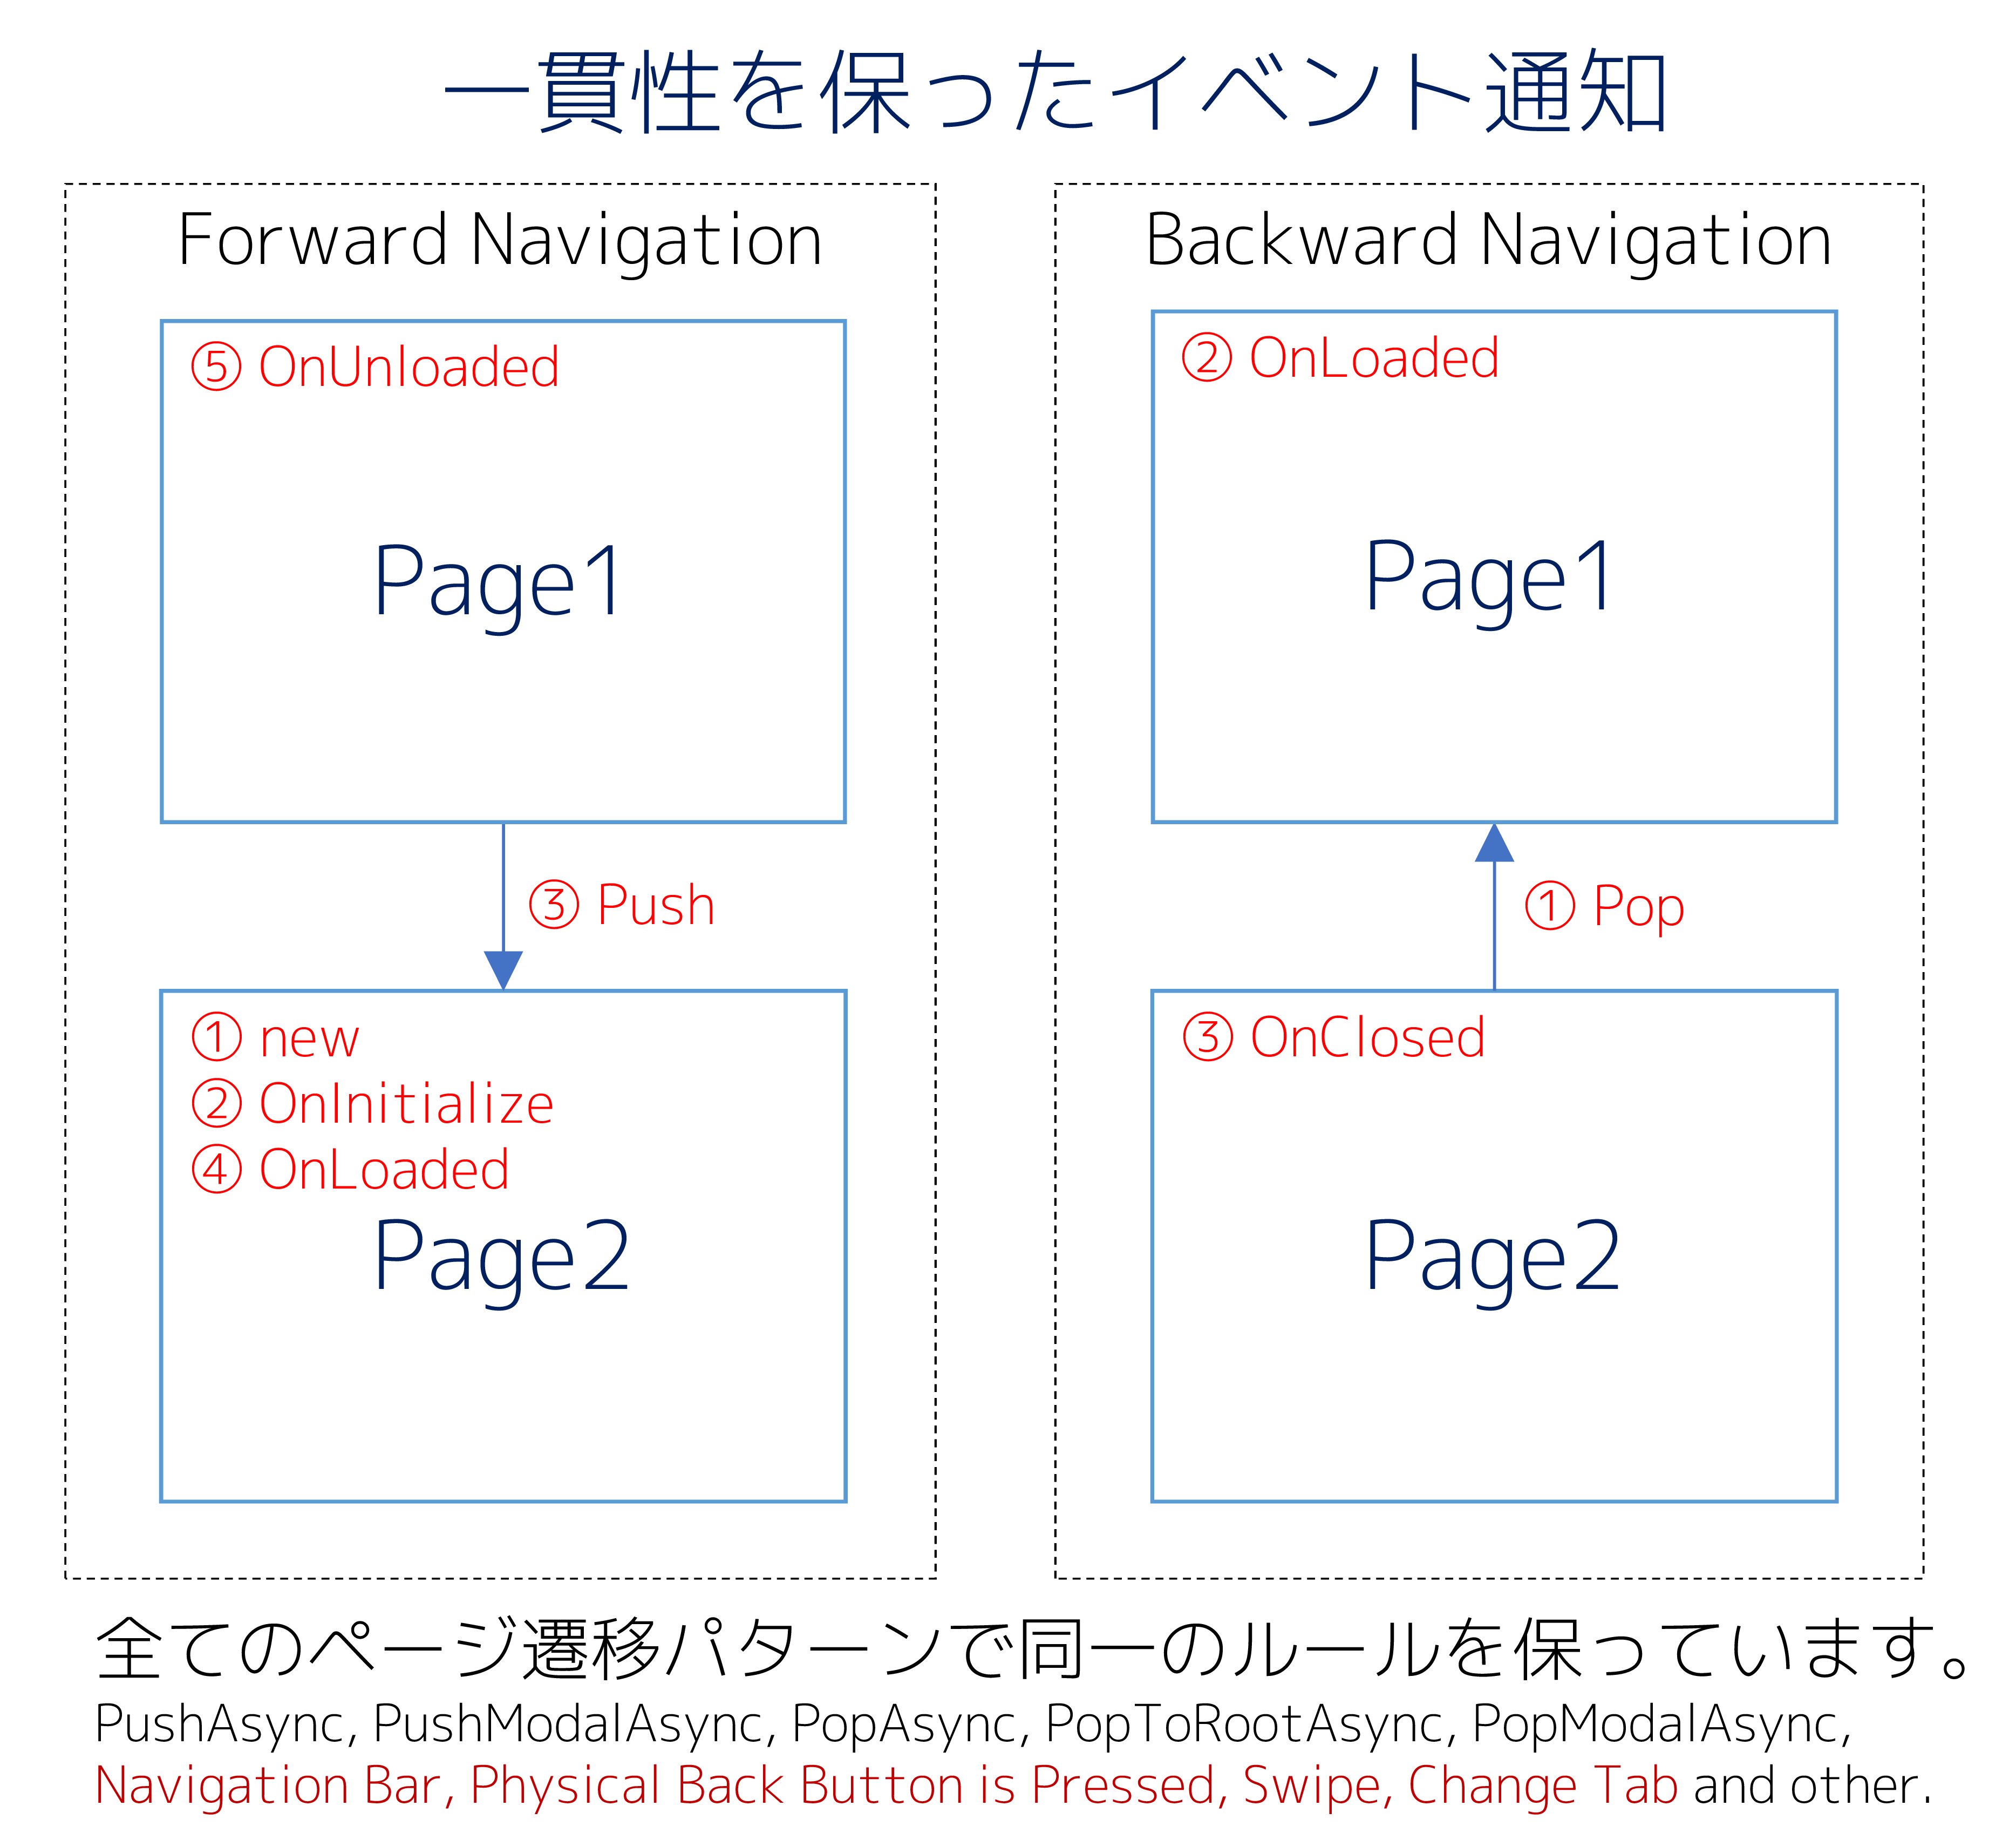 一貫性を保ったイベント通知
Forward Navigation
⑤ OnUnloaded
Page1
③ Push
① new
② OnInitialize
④ OnLoaded
Page2
Backward Navigation
② OnLoaded
Page1
① Pop
③ OnClosed
Page2
全てのページ遷移パターンで同一のルールを保っています。
PushAsync, PushModalAsync, PopAsync, PopToRootAsync, PopModalAsync,
Navigation Bar, Physical Back Button is Pressed, Swipe, Change Tab and other.